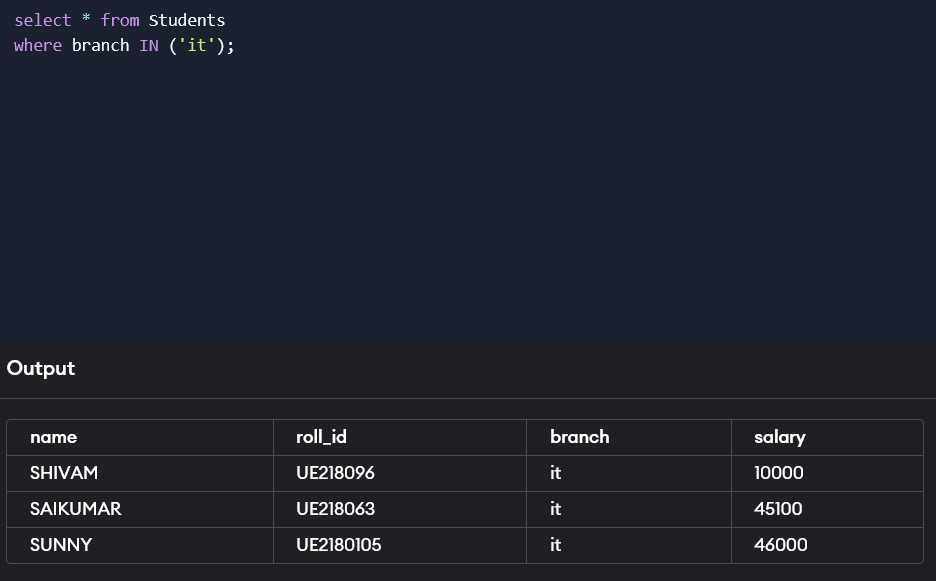 select * from Students
where branch IN ('it');
Output
name roll_id branch salary
SHIVAM UE218096 it 10000
SAIKUMAR UE218063 it 45100
SUNNY UE2180105 it 46000